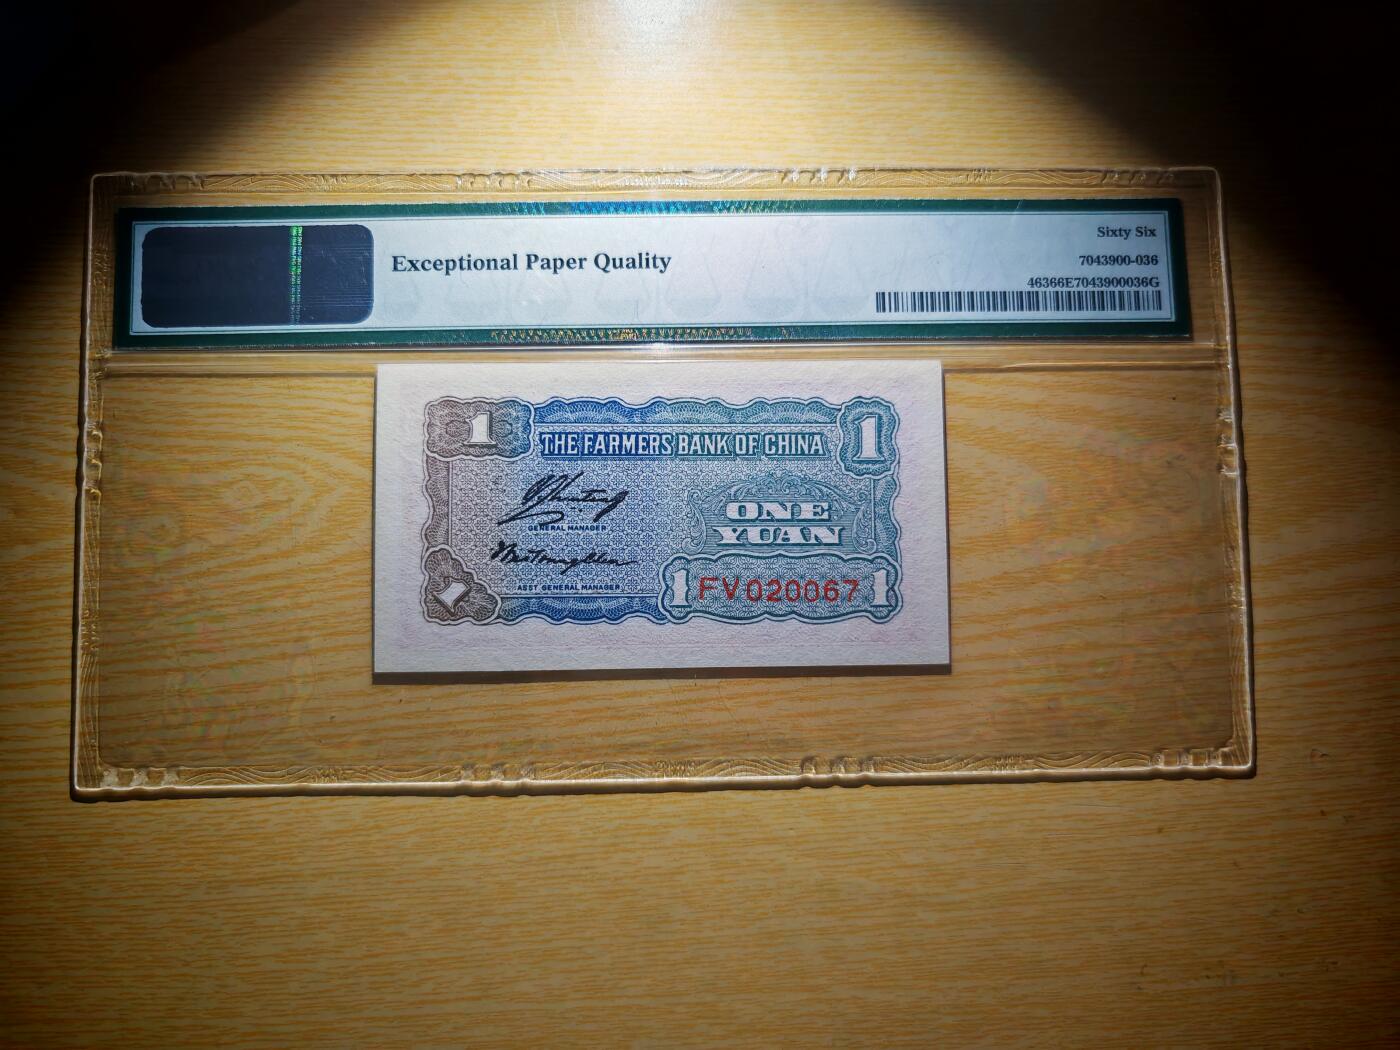 Sixty Six
Exceptional Paper Quality
7043900-036
46366E7043900036G
1
THE FARMERS BANK OF CHINA
1
GENERAL MANAGER
ONE
YUAN
ASST GENERAL MANAGER
1
1
FV020067
1